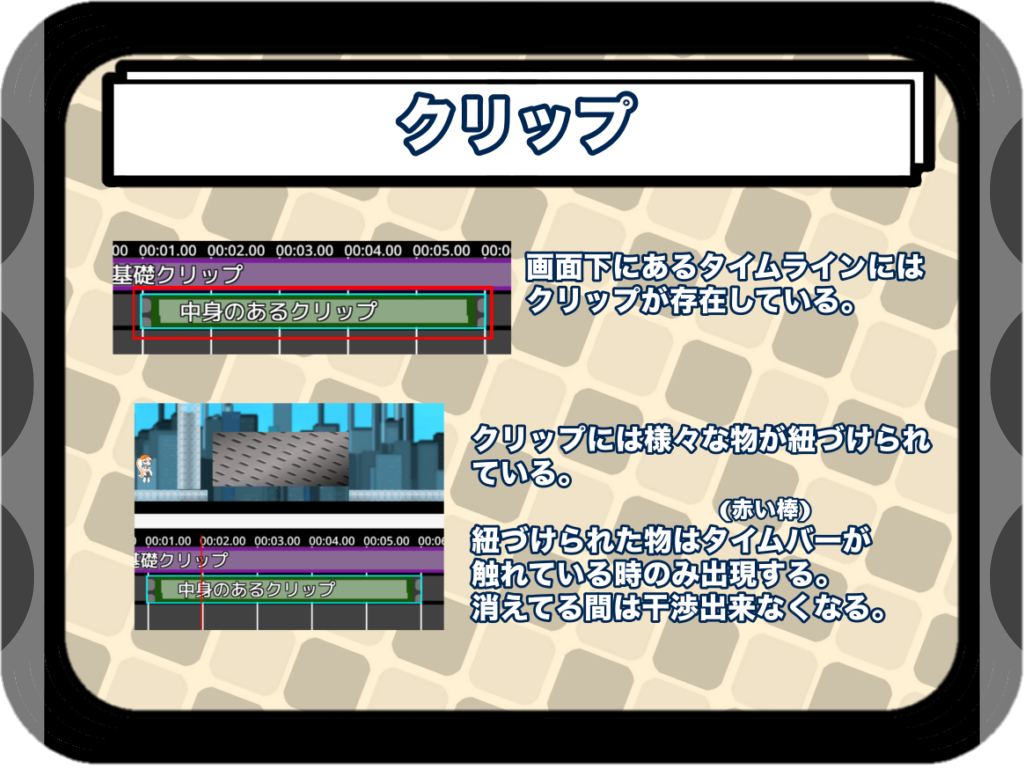 クリップ
00 00:01.00 00:02.00 00:03.00 00:04.00 00:05.00 00:0
基礎クリップ
中身のあるクリップ
画面下にあるタイムラインには
クリップが存在している。
クリップには様々な物が紐づけられ
ている。
(赤い棒)
紐づけられた物はタイムバーが
触れている時のみ出現する。
消えてる間は干渉出来なくなる。
00:01.00 00:02.00 00:03.00 00:04.00 00:05.00 00:06
基礎クリップ
中身のあるクリップ